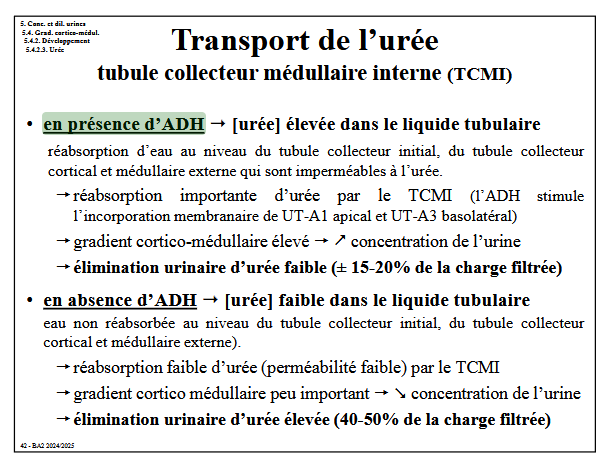 5. Conc. et dil. urines
5.4. Grad. cortico-médul.
5.4.2. Développement
5.4.2.3. Urée
Transport de l’urée
tubule collecteur médullaire interne (TCMI)
• en présence d’ADH → [urée] élevée dans le liquide tubulaire
réabsorption d’eau au niveau du tubule collecteur initial, du tubule collecteur
cortical et médullaire externe qui sont imperméables à l’urée.
→ réabsorption importante d’urée par le TCMI (l’ADH stimule
l’incorporation membranaire de UT-A1 apical et UT-A3 basolatéral)
→ gradient cortico-médullaire élevé → ↗ concentration de l’urine
→ élimination urinaire d’urée faible (± 15-20% de la charge filtrée)
• en absence d’ADH → [urée] faible dans le liquide tubulaire
eau non réabsorbée au niveau du tubule collecteur initial, du tubule collecteur
cortical et médullaire externe).
→ réabsorption faible d’urée (perméabilité faible) par le TCMI
→ gradient cortico médullaire peu important → ↘ concentration de l’urine
→ élimination urinaire d’urée élevée (40-50% de la charge filtrée)
42 - BA2 2024/2025